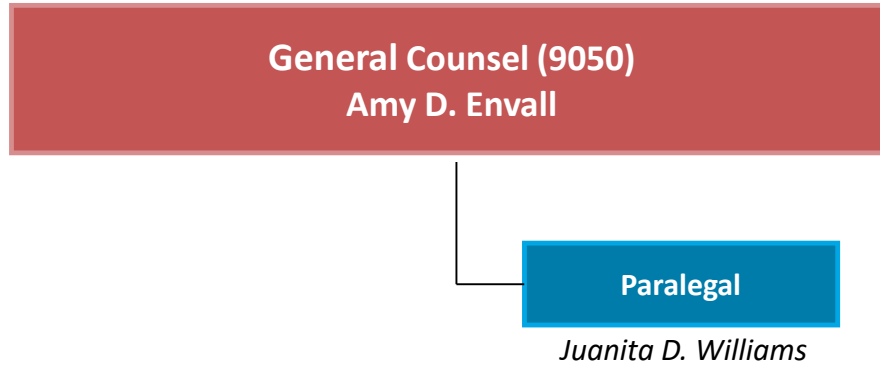 General Counsel (9050)
Amy D. Envall
Paralegal
Juanita D. Williams